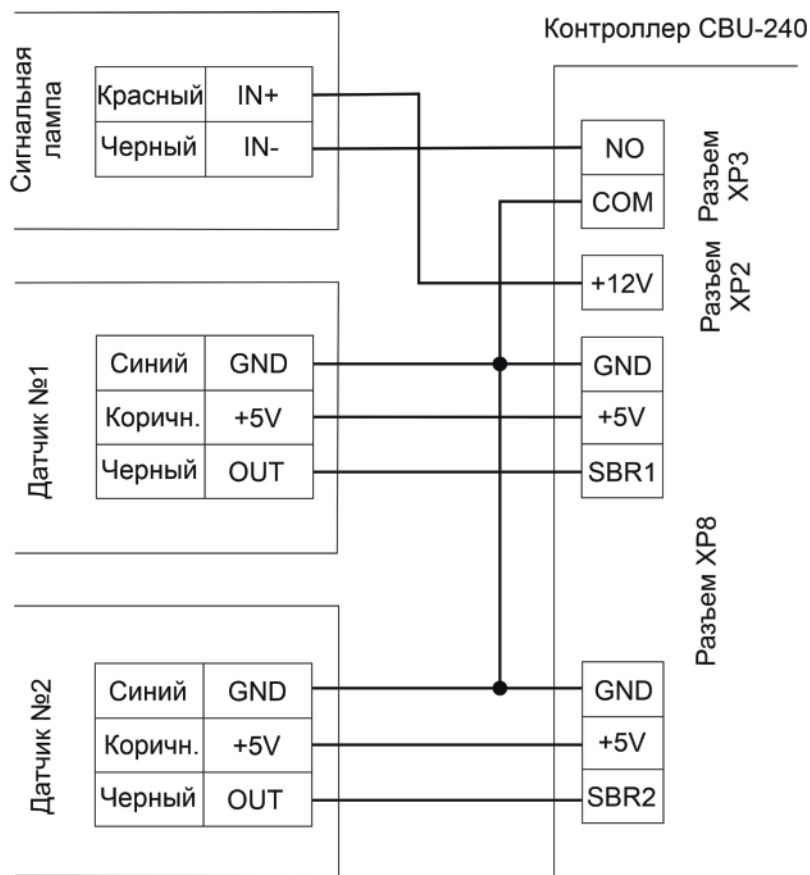 Контроллер CBU-240
Сигнальная
лампа
Красный IN+
Черный IN-
NO
COM
Разъем
XP3
+12V
Разъем
XP2
Датчик №1
Синий GND
Коричн. +5V
Черный OUT
GND
+5V
SBR1
Разъем XP8
Датчик №2
Синий GND
Коричн. +5V
Черный OUT
GND
+5V
SBR2